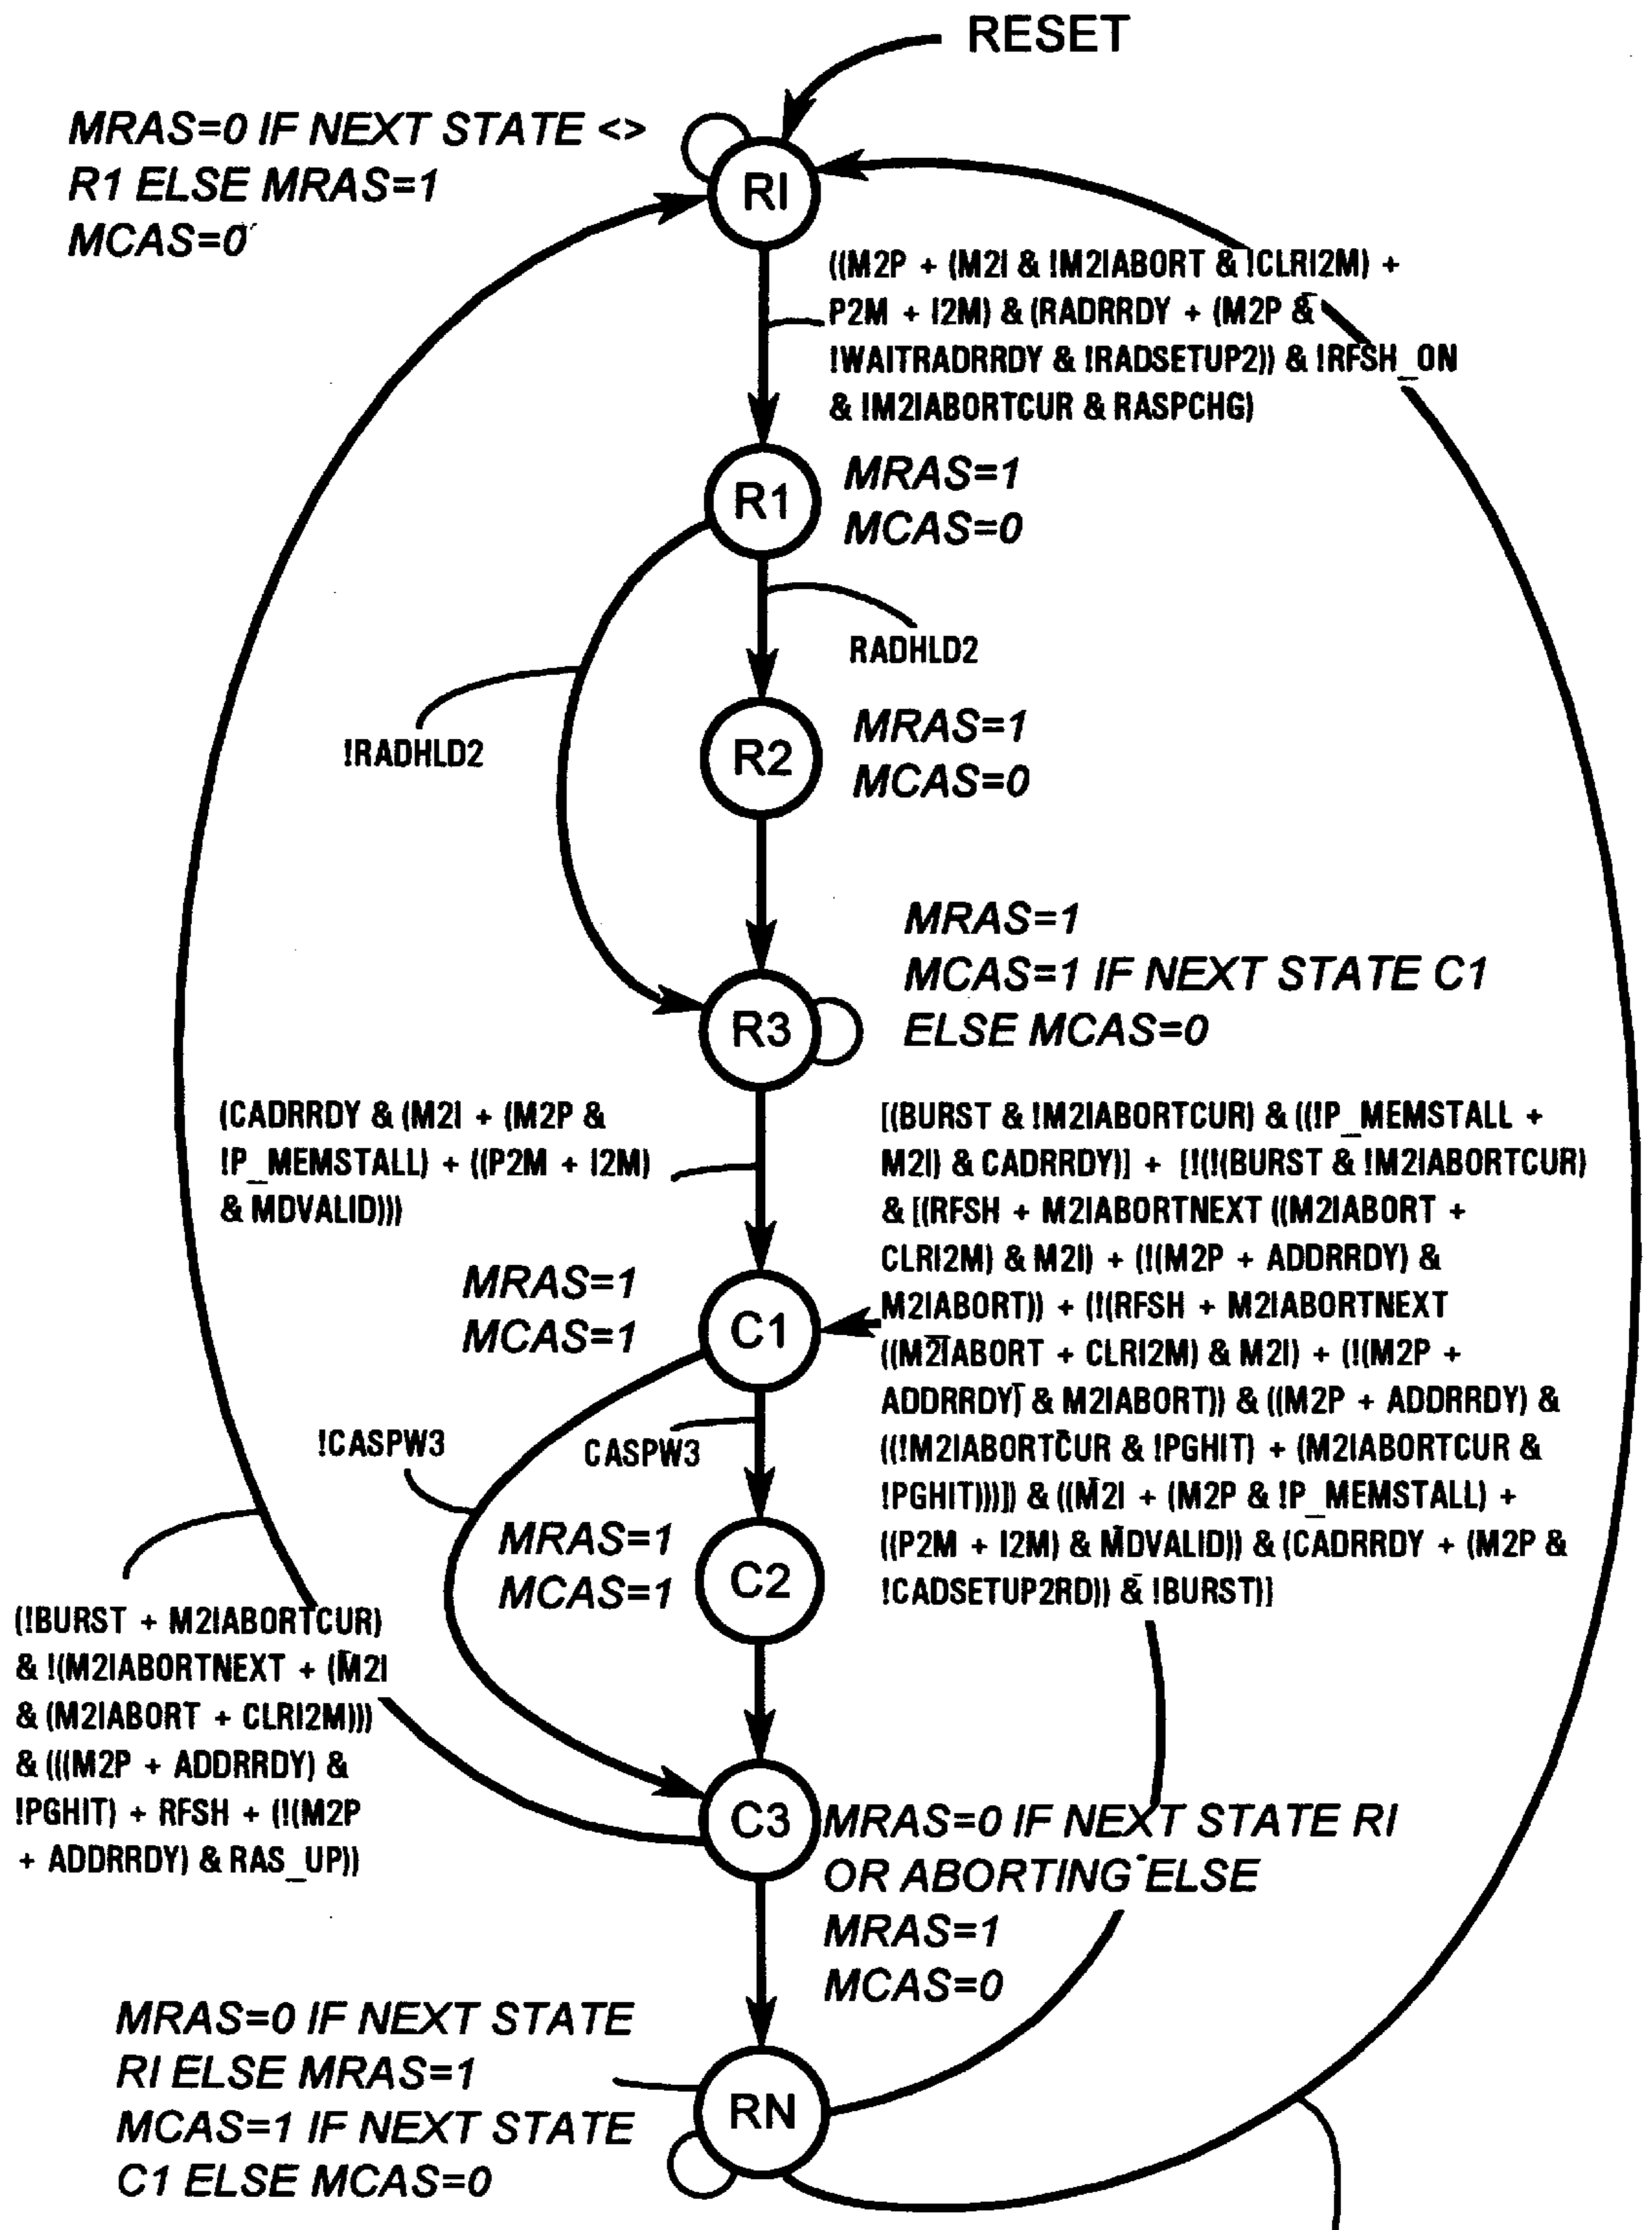 RESET
MRAS=0 IF NEXT STATE <>
R1 ELSE MRAS=1
MCAS=0
RI
((M2P + (M2I & !M2IABORT & !CLRI2M) +
P2M + I2M) & (RADRRDY + (M2P &
!WAITRADRRDY & !RADSETUP2)) & !RFSH_ON
& !M2IABORTCUR & RASPCHG)
R1
MRAS=1
MCAS=0
RADHLD2
!RADHLD2
R2
MRAS=1
MCAS=0
MRAS=1
MCAS=1 IF NEXT STATE C1
ELSE MCAS=0
R3
(CADRRDY & (M2I + (M2P &
!P_MEMSTALL) + ((P2M + I2M)
& MDVALID)))
[(BURST & !M2IABORTCUR) & ((!P_MEMSTALL +
M2I) & CADRRDY)] + [!(!(BURST & !M2IABORTCUR)
& [(RFSH + M2IABORTNEXT ((M2IABORT +
CLRI2M) & M2I) + (!(M2P + ADDRRDY) &
M2IABORT)) + (!(RFSH + M2IABORTNEXT
((M2IABORT + CLRI2M) & M2I) + (!(M2P +
ADDRRDY) & M2IABORT)) & ((M2P + ADDRRDY) &
((!M2IABORTCUR & !PGHIT) + (M2IABORTCUR &
!PGHIT)))]) & ((M2I + (M2P & !P_MEMSTALL) +
((P2M + I2M) & MDVALID)) & (CADRRDY + (M2P &
!CADSETUP2RD)) & !BURST)]
MRAS=1
MCAS=1
C1
!CASPW3
CASPW3
MRAS=1
MCAS=1
C2
(!BURST + M2IABORTCUR)
& !(M2IABORTNEXT + (M2I
& (M2IABORT + CLRI2M)))
& (((M2P + ADDRRDY) &
!PGHIT) + RFSH + (!(M2P
+ ADDRRDY) & RAS_UP))
C3
MRAS=0 IF NEXT STATE RI
OR ABORTING ELSE
MRAS=1
MCAS=0
MRAS=0 IF NEXT STATE
RI ELSE MRAS=1
MCAS=1 IF NEXT STATE
C1 ELSE MCAS=0
RN